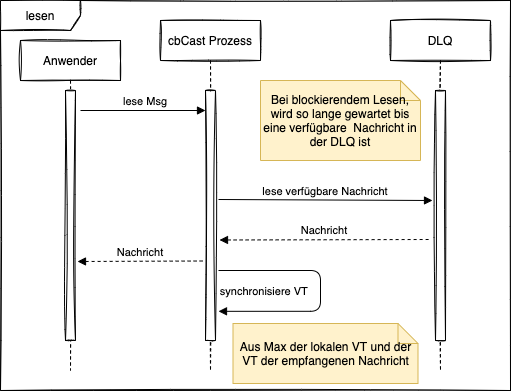 lesen
cbCast Prozess
DLQ
Anwender
lese Msg
Bei blockierendem Lesen,
wird so lange gewartet bis
eine verfügbare Nachricht in
der DLQ ist
lese verfügbare Nachricht
Nachricht
Nachricht
synchronisiere VT
Aus Max der lokalen VT und der
VT der empfangenen Nachricht